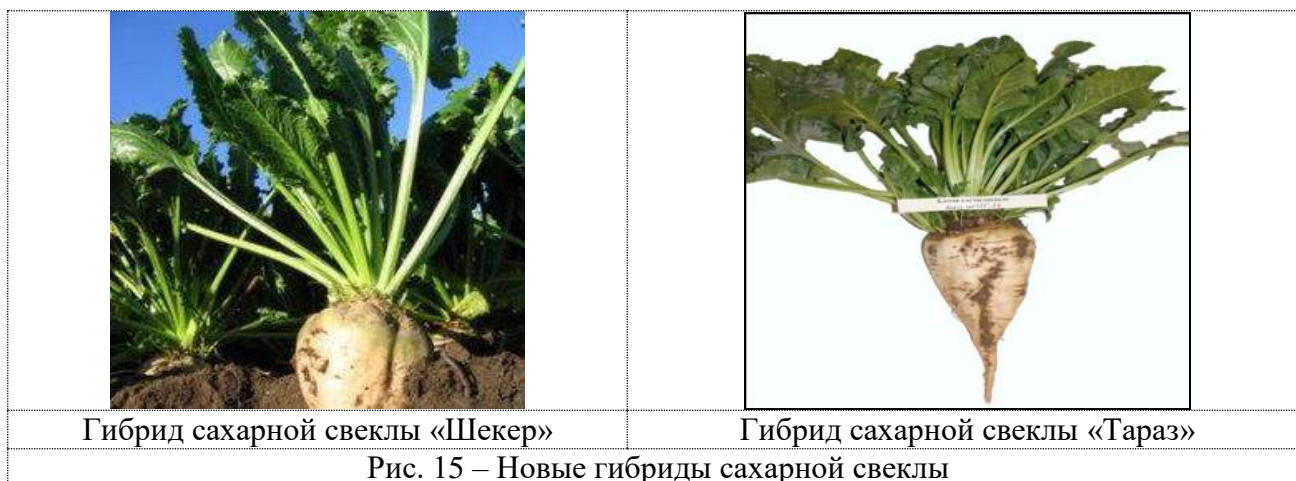 Гибрид сахарной свеклы «Шекер»
Гибрид сахарной свеклы «Тараз»
Рис. 15 – Новые гибриды сахарной свеклы